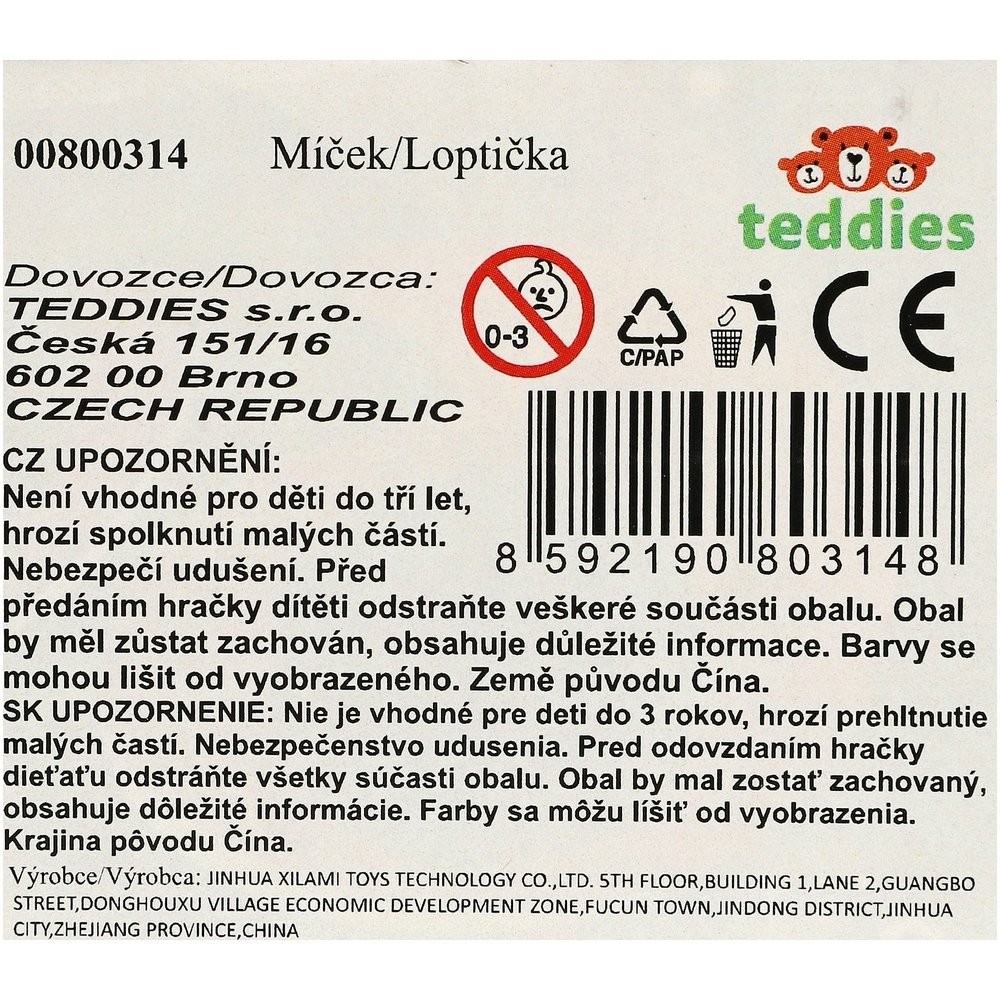 00800314 Míček/Loptička
teddies
Dovozce/Dovozca:
TEDDIES s.r.o.
Česká 151/16
602 00 Brno
CZECH REPUBLIC
0-3
C/PAP
CE
8 592190 803148
CZ UPOZORNĚNÍ:
Není vhodné pro děti do tří let,
hrozí spolknutí malých částí.
Nebezpečí udušení. Před
předáním hračky dítěti odstraňte veškeré součásti obalu. Obal
by měl zůstat zachován, obsahuje důležité informace. Barvy se
mohou lišit od vyobrazeného. Země původu Čína.
SK UPOZORNENIE: Nie je vhodné pre deti do 3 rokov, hrozí prehltnutie
malých častí. Nebezpečenstvo udusenia. Pred odovzdaním hračky
dieťaťu odstráňte všetky súčasti obalu. Obal by mal zostať zachovaný,
obsahuje dôležité informácie. Farby sa môžu líšiť od vyobrazenia.
Krajina pôvodu Čína.
Výrobce/Výrobca: JINHUA XILAMI TOYS TECHNOLOGY CO.,LTD. 5TH FLOOR,BUILDING 1,LANE 2,GUANGBO
STREET,DONGHOUXU VILLAGE ECONOMIC DEVELOPMENT ZONE,FUCUN TOWN,JINDONG DISTRICT,JINHUA
CITY,ZHEJIANG PROVINCE,CHINA